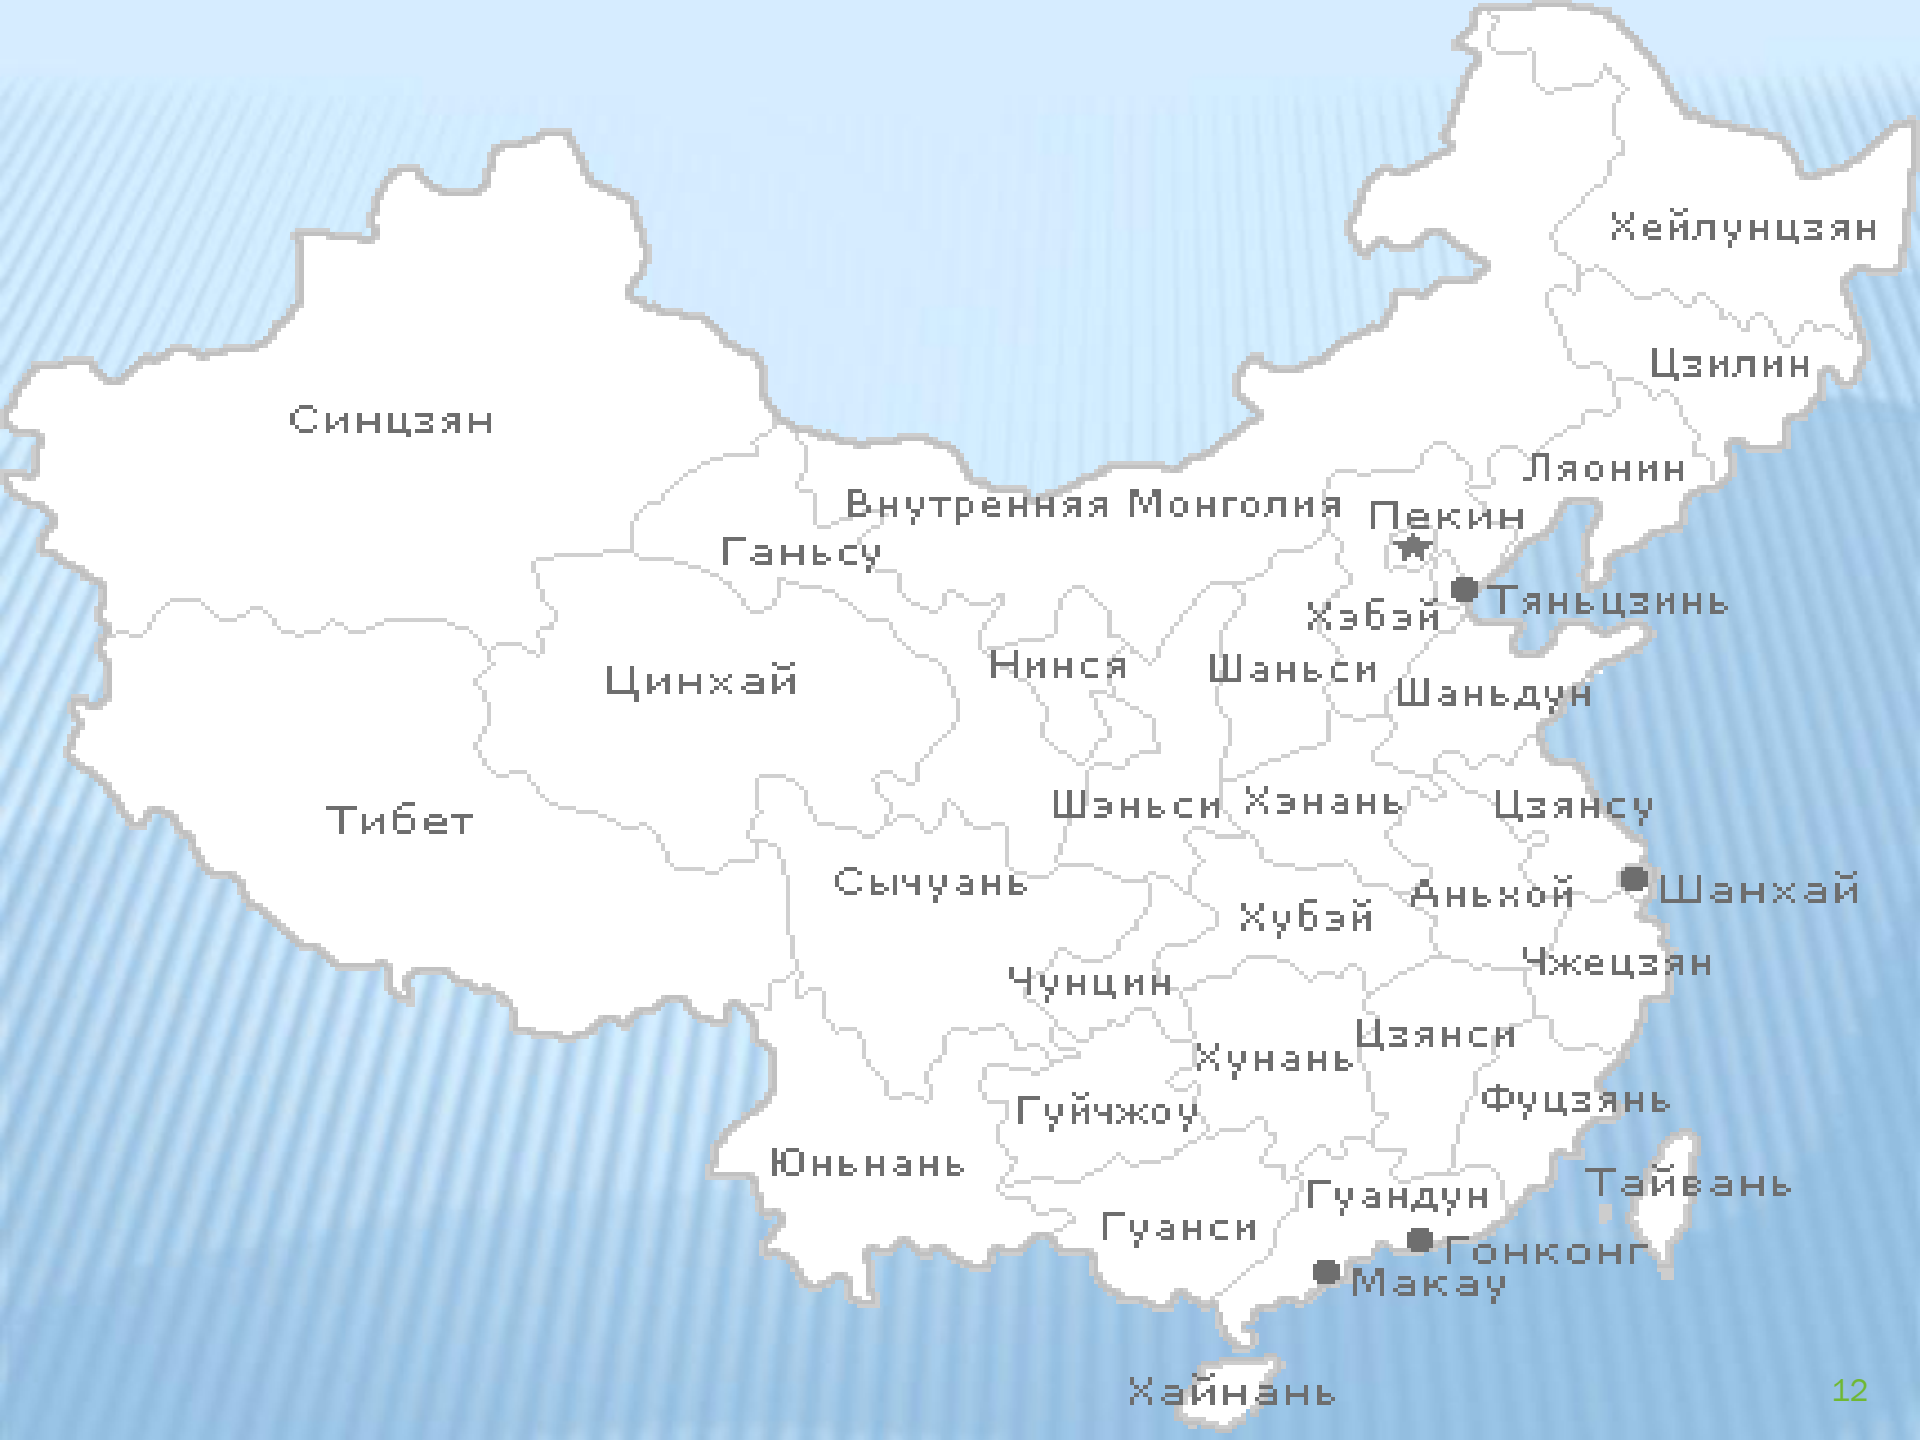 Хейлунцзян
Цзилин
Синцзян
Ляонин
Внутренняя Монголия
Пекин
Ганьсу
Тяньцзинь
Хэбэй
Нинся
Шаньси
Цинхай
Шаньдун
Шэньси
Хэнань
Цзянсу
Тибет
Сычуань
Аньхой
Шанхай
Хубэй
Чжецзян
Чунцин
Цзянси
Хунань
Фуцзянь
Гуйчжоу
Юньнань
Тайвань
Гуандун
Гуанси
Гонконг
Макау
Хайнань
12